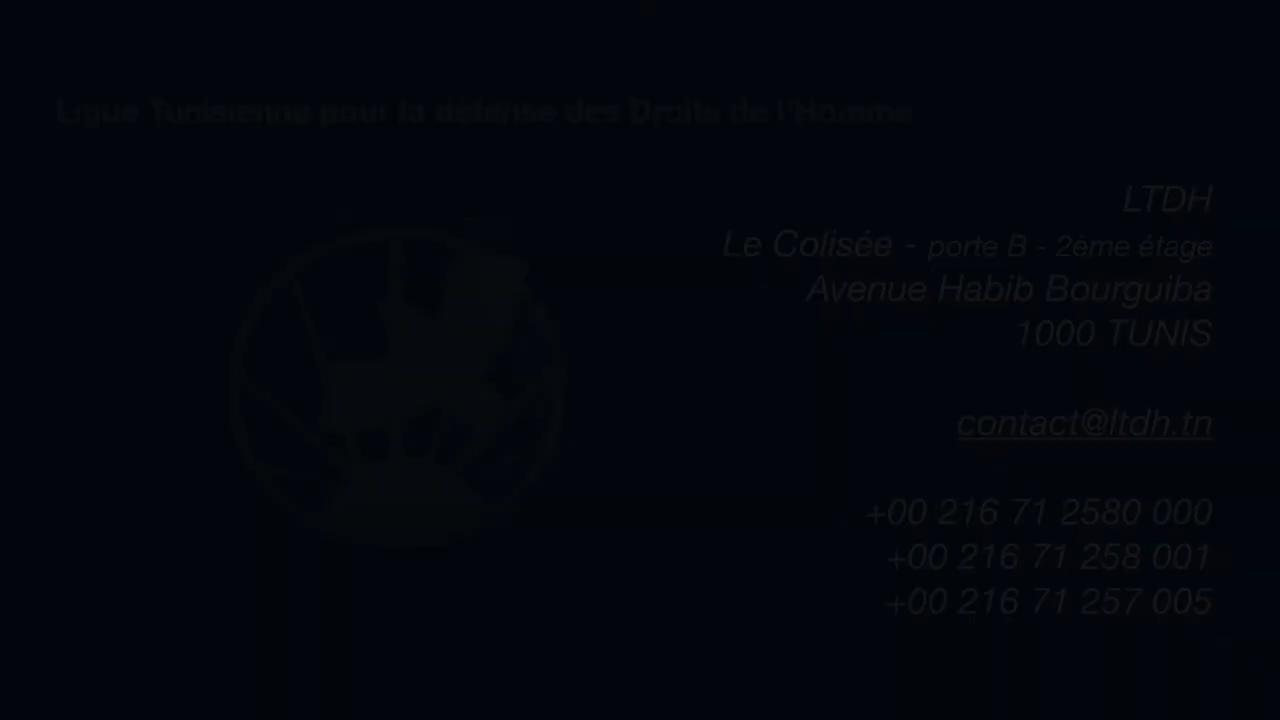 Ligue Tunisienne pour la défense des Droits de l'Homme
LTDH
Le Colisée - porte B - 2ème étage
Avenue Habib Bourguiba
1000 TUNIS
contact@ltdh.tn
+00 216 71 2580 000
+00 216 71 258 001
+00 216 71 257 005